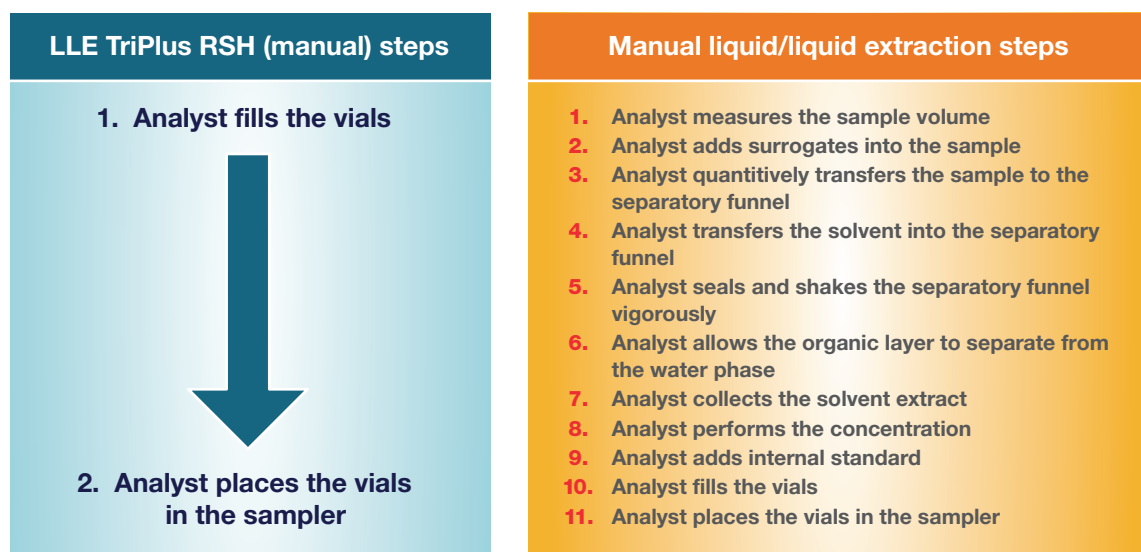 LLE TriPlus RSH (manual) steps
1. Analyst fills the vials
2. Analyst places the vials
in the sampler
Manual liquid/liquid extraction steps
1. Analyst measures the sample volume
2. Analyst adds surrogates into the sample
3. Analyst quantitively transfers the sample to the
separatory funnel
4. Analyst transfers the solvent into the separatory
funnel
5. Analyst seals and shakes the separatory funnel
vigorously
6. Analyst allows the organic layer to separate from
the water phase
7. Analyst collects the solvent extract
8. Analyst performs the concentration
9. Analyst adds internal standard
10. Analyst fills the vials
11. Analyst places the vials in the sampler